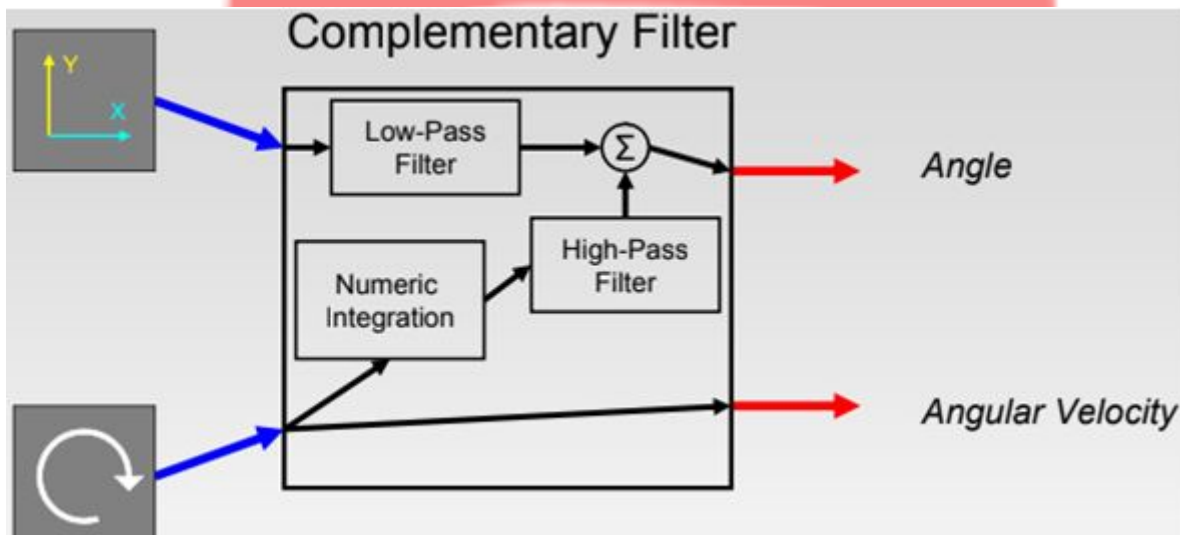 Complementary Filter
Y
X
Low-Pass
Filter
Σ
Angle
High-Pass
Filter
Numeric
Integration
Angular Velocity